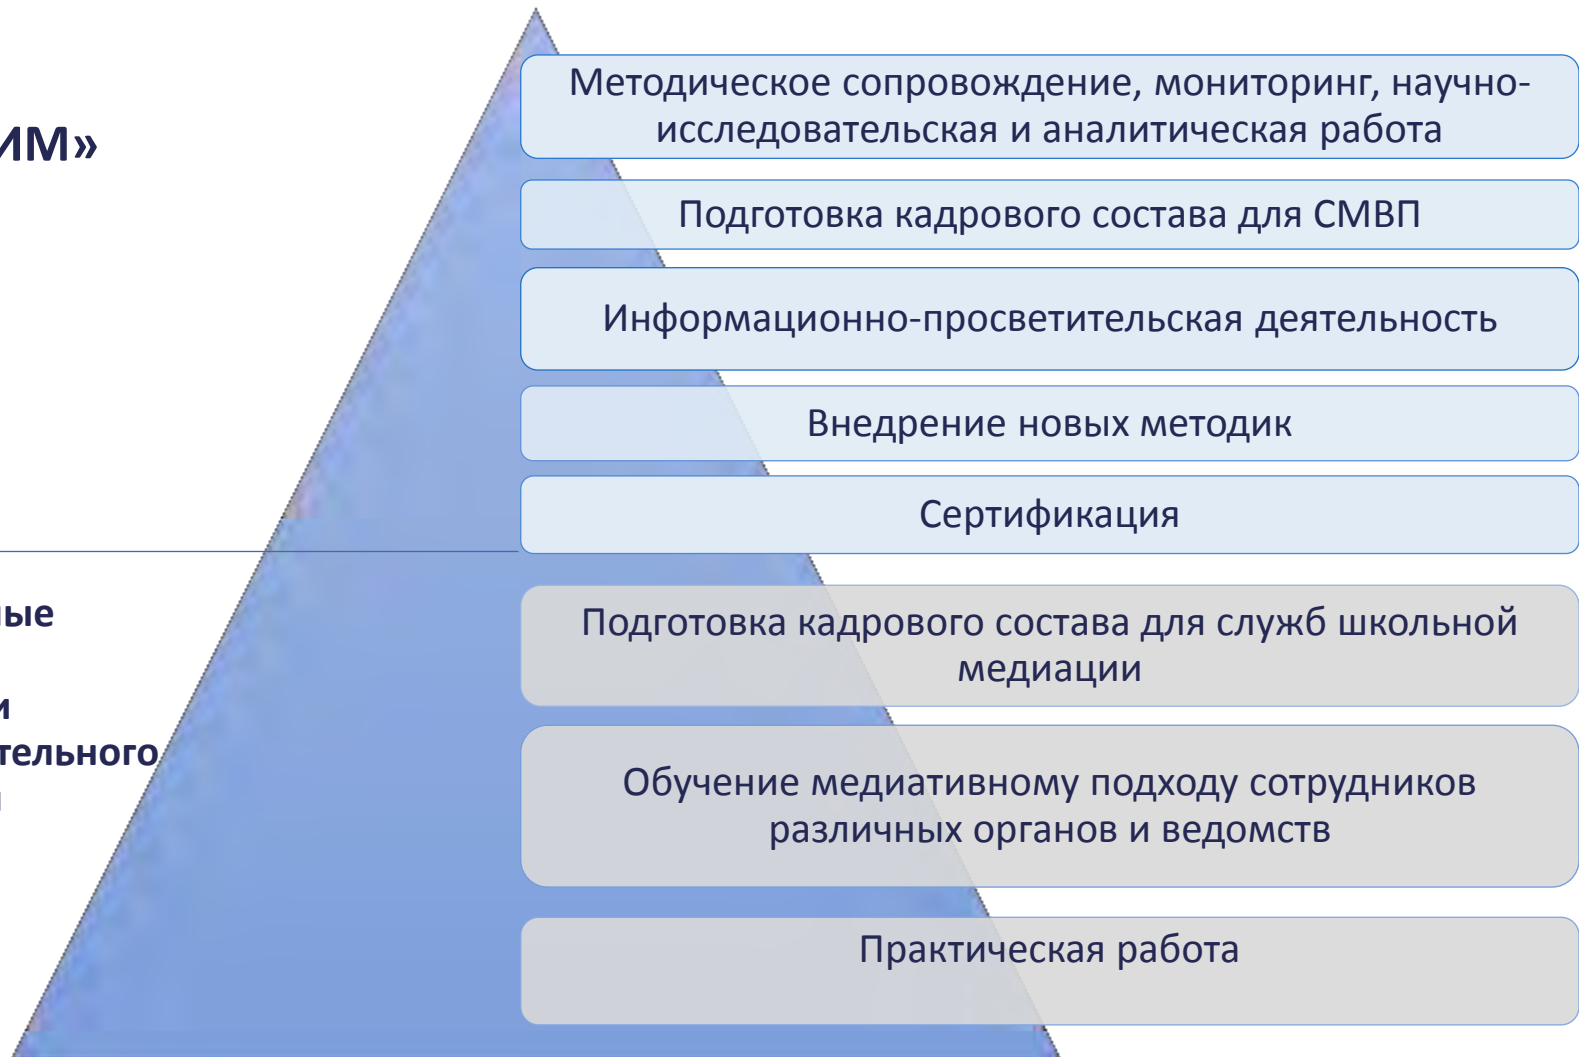 ИМ»
Методическое сопровождение, мониторинг, научно-
исследовательская и аналитическая работа
Подготовка кадрового состава для СМВП
Информационно-просветительская деятельность
Внедрение новых методик
Сертификация
ные
и
тельного
Подготовка кадрового состава для служб школьной
медиации
Обучение медиативному подходу сотрудников
различных органов и ведомств
Практическая работа